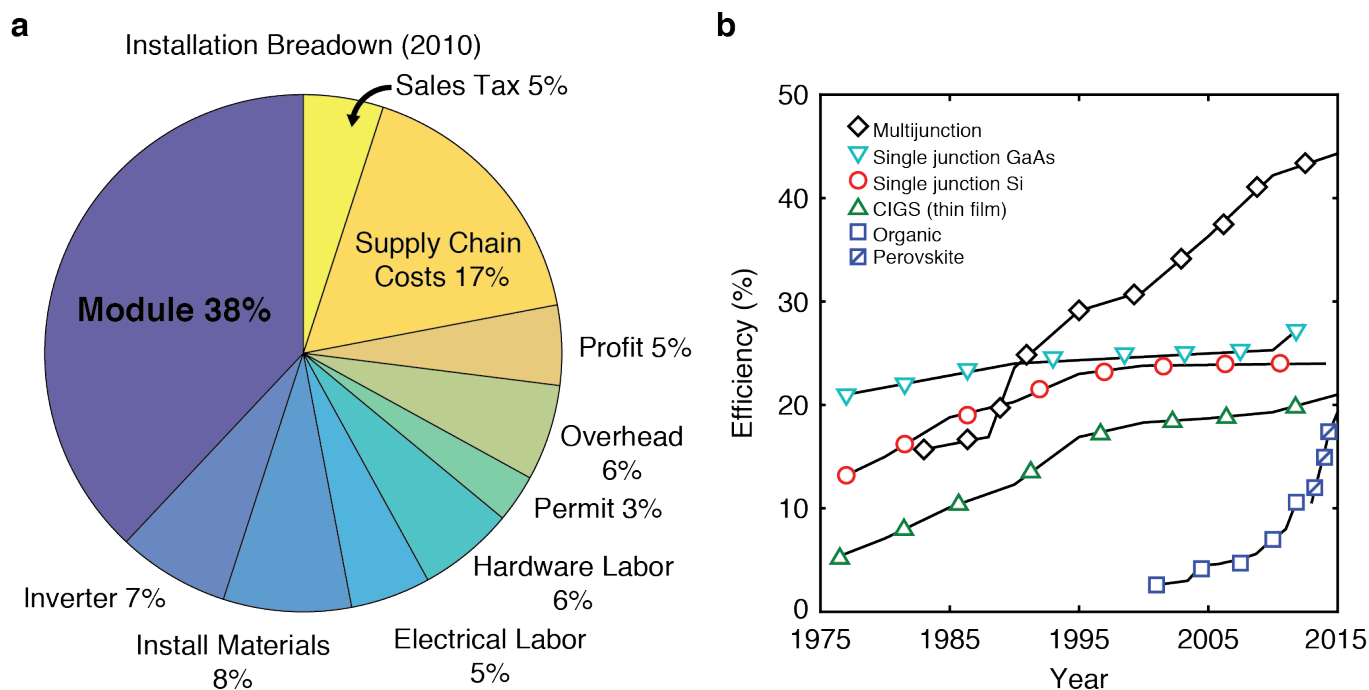 a
Installation Breadown (2010)
Sales Tax 5%
Supply Chain
Costs 17%
Module 38%
Profit 5%
Overhead
6%
Permit 3%
Hardware Labor
6%
Inverter 7%
Install Materials
8%
Electrical Labor
5%
b
50
40
30
20
10
0
Efficiency (%)
Multijunction
Single junction GaAs
Single junction Si
CIGS (thin film)
Organic
Perovskite
1975
1985
1995
2005
2015
Year